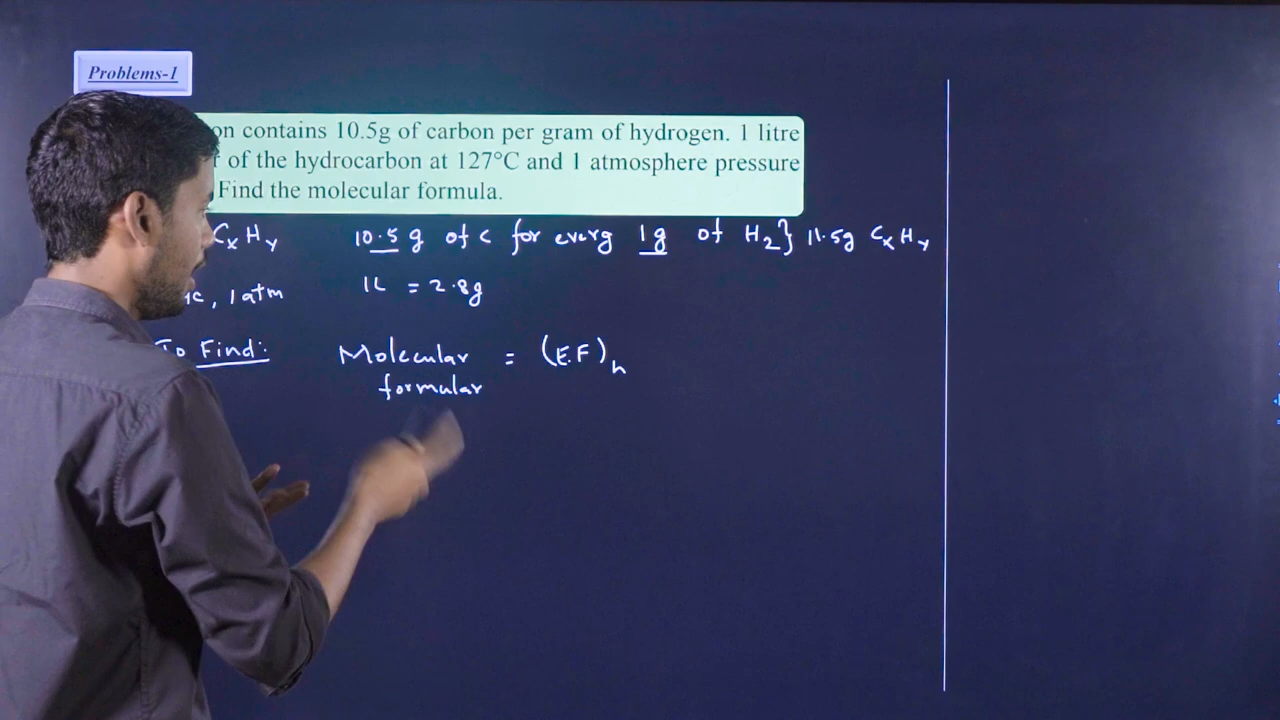 Problems-1
on contains 10.5g of carbon per gram of hydrogen. 1 litre
of the hydrocarbon at 127°C and 1 atmosphere pressure
Find the molecular formula.
CxHy 10.5 g of c for everg 1g of H2} 11.5g CxHy
1atm 1L = 2.8g
To Find: Molecular = (E.F)n
formular